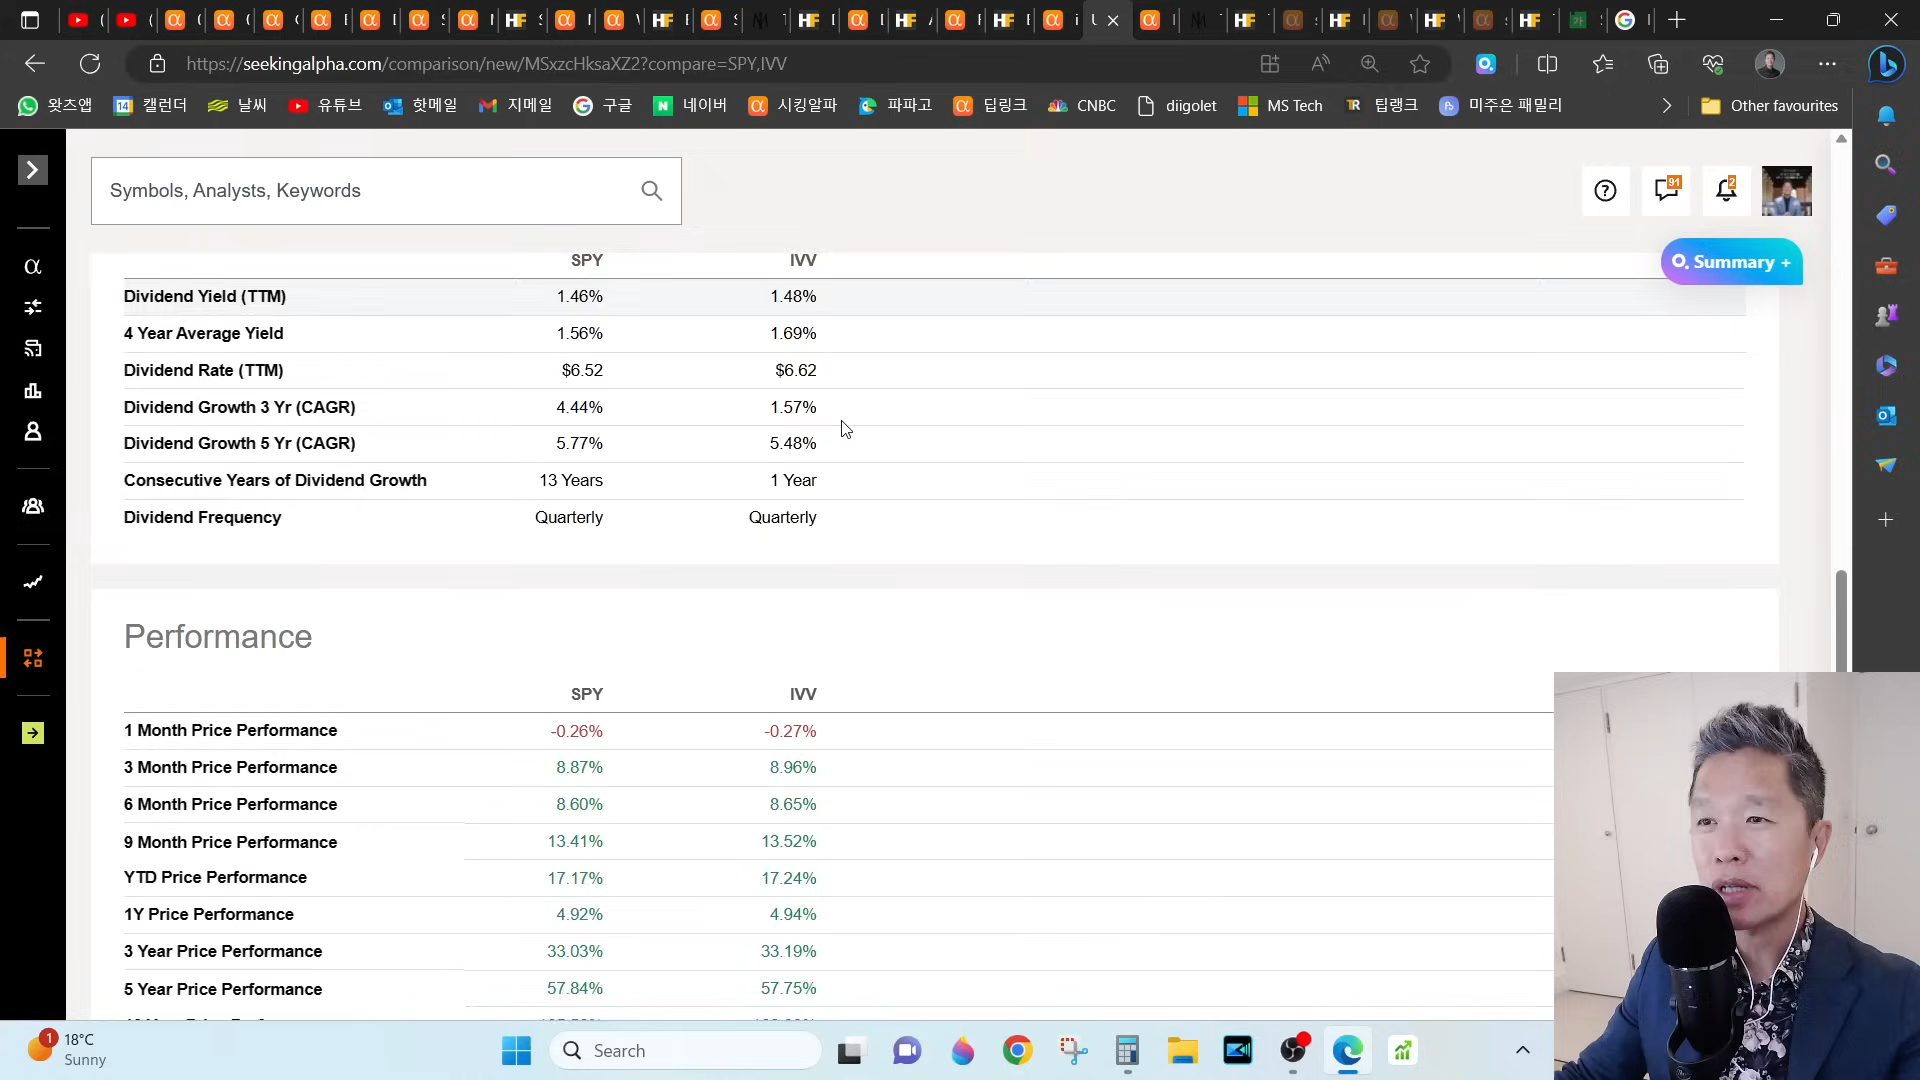 https://seekingalpha.com/comparison/new/MSxzcHksaXZ2?compare=SPY,IVV
왓츠앱
캘린더
날씨
유튜브
핫메일
지메일
구글
네이버
시킹알파
파파고
딥링크
CNBC
diigolet
MS Tech
팁랭크
미주은 패밀리
Other favourites
Symbols, Analysts, Keywords
91
2
Summary +
SPY IVV
Dividend Yield (TTM) 1.46% 1.48%
4 Year Average Yield 1.56% 1.69%
Dividend Rate (TTM) $6.52 $6.62
Dividend Growth 3 Yr (CAGR) 4.44% 1.57%
Dividend Growth 5 Yr (CAGR) 5.77% 5.48%
Consecutive Years of Dividend Growth 13 Years 1 Year
Dividend Frequency Quarterly Quarterly
Performance
SPY IVV
1 Month Price Performance -0.26% -0.27%
3 Month Price Performance 8.87% 8.96%
6 Month Price Performance 8.60% 8.65%
9 Month Price Performance 13.41% 13.52%
YTD Price Performance 17.17% 17.24%
1Y Price Performance 4.92% 4.94%
3 Year Price Performance 33.03% 33.19%
5 Year Price Performance 57.84% 57.75%
1
18°C
Sunny
Search